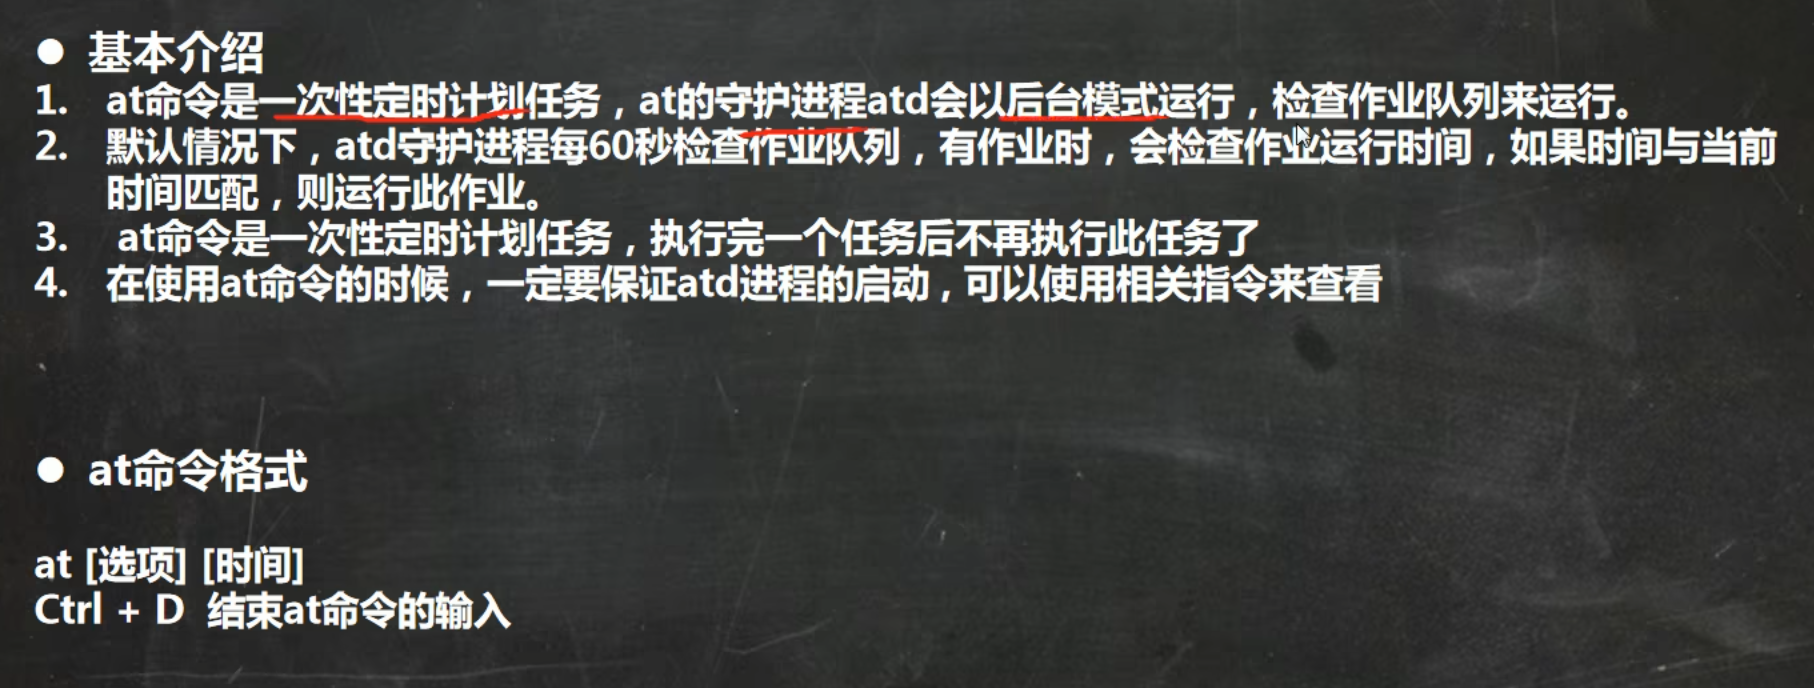 ● 基本介绍
1. at命令是一次性定时计划任务，at的守护进程atd会以后台模式运行，检查作业队列来运行。
2. 默认情况下，atd守护进程每60秒检查作业队列，有作业时，会检查作业运行时间，如果时间与当前
时间匹配，则运行此作业。
3. at命令是一次性定时计划任务，执行完一个任务后不再执行此任务了
4. 在使用at命令的时候，一定要保证atd进程的启动，可以使用相关指令来查看
● at命令格式
at [选项] [时间]
Ctrl + D 结束at命令的输入